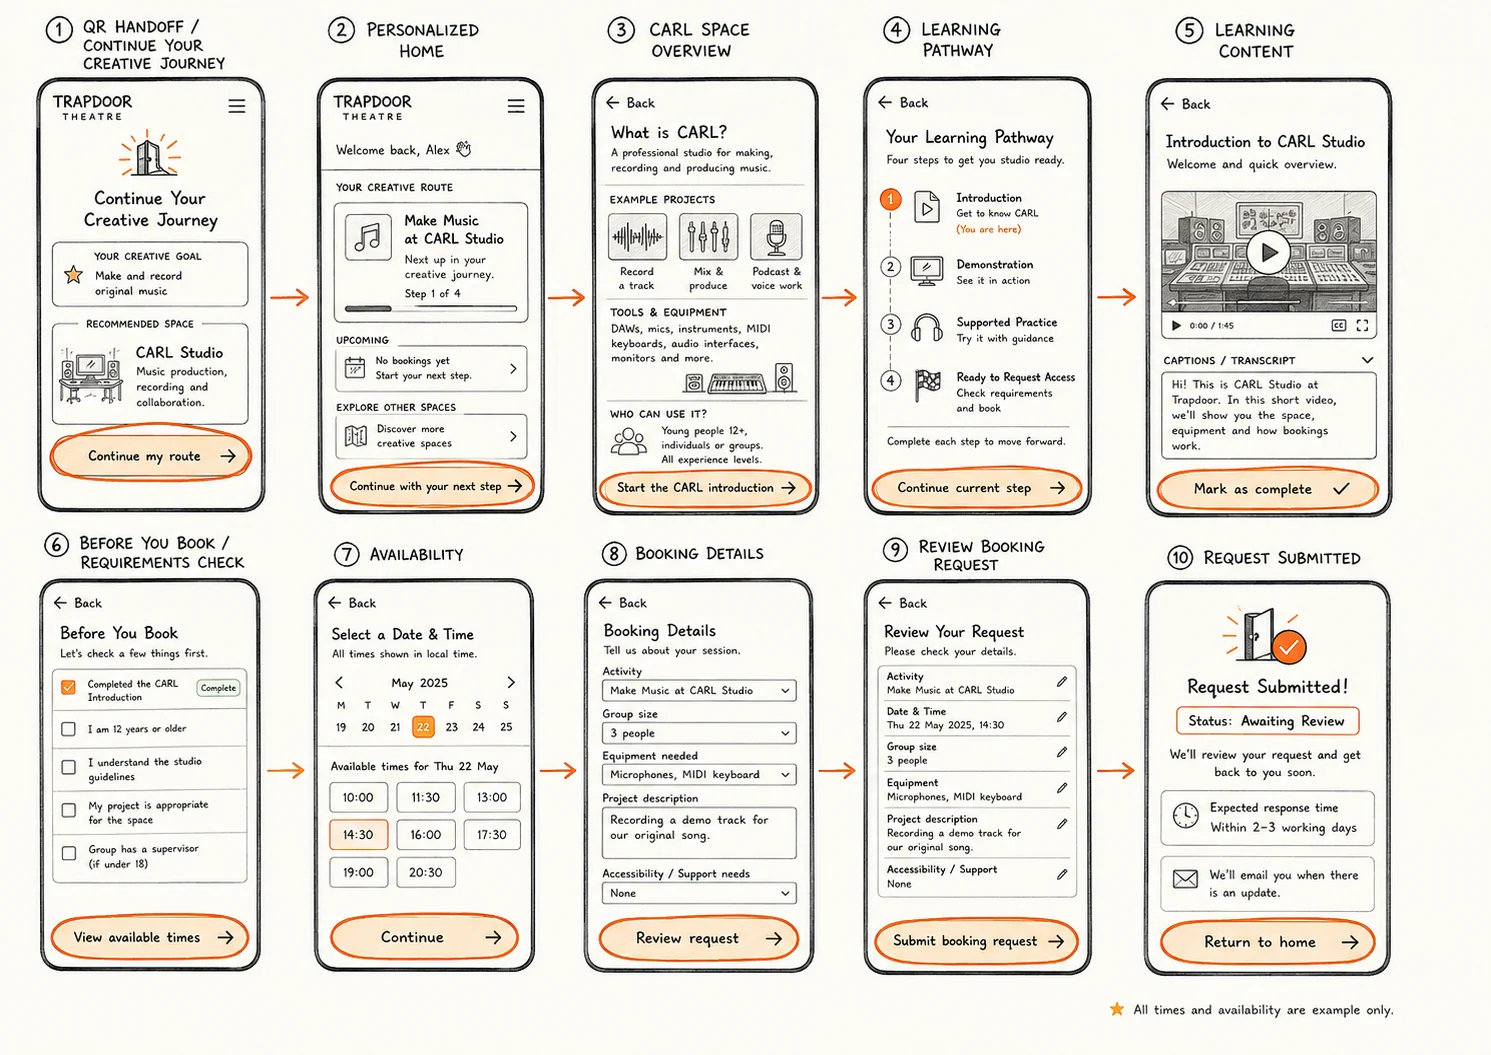 1 QR HANDOFF /
CONTINUE YOUR
CREATIVE JOURNEY
TRAPDOOR
THEATRE
Continue Your
Creative Journey
YOUR CREATIVE GOAL
Make and record
original music
RECOMMENDED SPACE
CARL Studio
Music production,
recording and
collaboration.
Continue my route →
2 PERSONALIZED
HOME
TRAPDOOR
THEATRE
Welcome back, Alex
YOUR CREATIVE ROUTE
Make Music
at CARL Studio
Next up in your
creative journey.
Step 1 of 4
UPCOMING
No bookings yet
Start your next step.
EXPLORE OTHER SPACES
Discover more
creative spaces
Continue with your next step →
3 CARL SPACE
OVERVIEW
← Back
What is CARL?
A professional studio for making,
recording and producing music.
EXAMPLE PROJECTS
Record
a track
Mix &
produce
Podcast &
voice work
TOOLS & EQUIPMENT
DAWs, mics, instruments, MIDI
keyboards, audio interfaces,
monitors and more.
WHO CAN USE IT?
Young people 12+,
individuals or groups.
All experience levels.
Start the CARL introduction →
4 LEARNING
PATHWAY
← Back
Your Learning Pathway
Four steps to get you studio ready.
1 Introduction
Get to know CARL
(You are here)
2 Demonstration
See it in action
3 Supported Practice
Try it with guidance
4 Ready to Request Access
Check requirements
and book
Complete each step to move forward.
Continue current step →
5 LEARNING
CONTENT
← Back
Introduction to CARL Studio
Welcome and quick overview.
0:00 / 1:45 CC
CAPTIONS / TRANSCRIPT
Hi! This is CARL Studio at
Trapdoor. In this short video,
we'll show you the space,
equipment and how bookings
work.
Mark as complete ✓
6 BEFORE YOU BOOK /
REQUIREMENTS CHECK
← Back
Before You Book
Let's check a few things first.
Completed the CARL
Introduction
Complete
I am 12 years or older
I understand the studio
guidelines
My project is appropriate
for the space
Group has a supervisor
(if under 18)
View available times →
7 AVAILABILITY
← Back
Select a Date & Time
All times shown in local time.
< May 2025 >
M T W T F S S
19 20 21 22 23 24 25
Available times for Thu 22 May
10:00 11:30 13:00
14:30 16:00 17:30
19:00 20:30
Continue →
8 BOOKING DETAILS
← Back
Booking Details
Tell us about your session.
Activity
Make Music at CARL Studio
Group size
3 people
Equipment needed
Microphones, MIDI keyboard
Project description
Recording a demo track for
our original song.
Accessibility / Support needs
None
Review request →
9 REVIEW BOOKING
REQUEST
← Back
Review Your Request
Please check your details.
Activity
Make Music at CARL Studio
Date & Time
Thu 22 May 2025, 14:30
Group size
3 people
Equipment
Microphones, MIDI keyboard
Project description
Recording a demo track for
our original song.
Accessibility / Support
None
Submit booking request →
10 REQUEST SUBMITTED
Request Submitted!
Status: Awaiting Review
We'll review your request and get
back to you soon.
Expected response time
Within 2-3 working days
We'll email you when there
is an update.
Return to home →
★ All times and availability are example only.